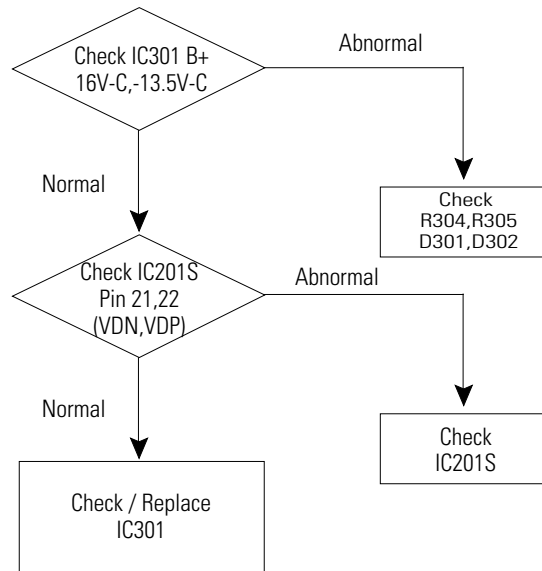 Check IC301 B+
16V-C,-13.5V-C
Abnormal
Normal
Check
R304,R305
D301,D302
Check IC201S
Pin 21,22
(VDN,VDP)
Abnormal
Normal
Check
IC201S
Check / Replace
IC301